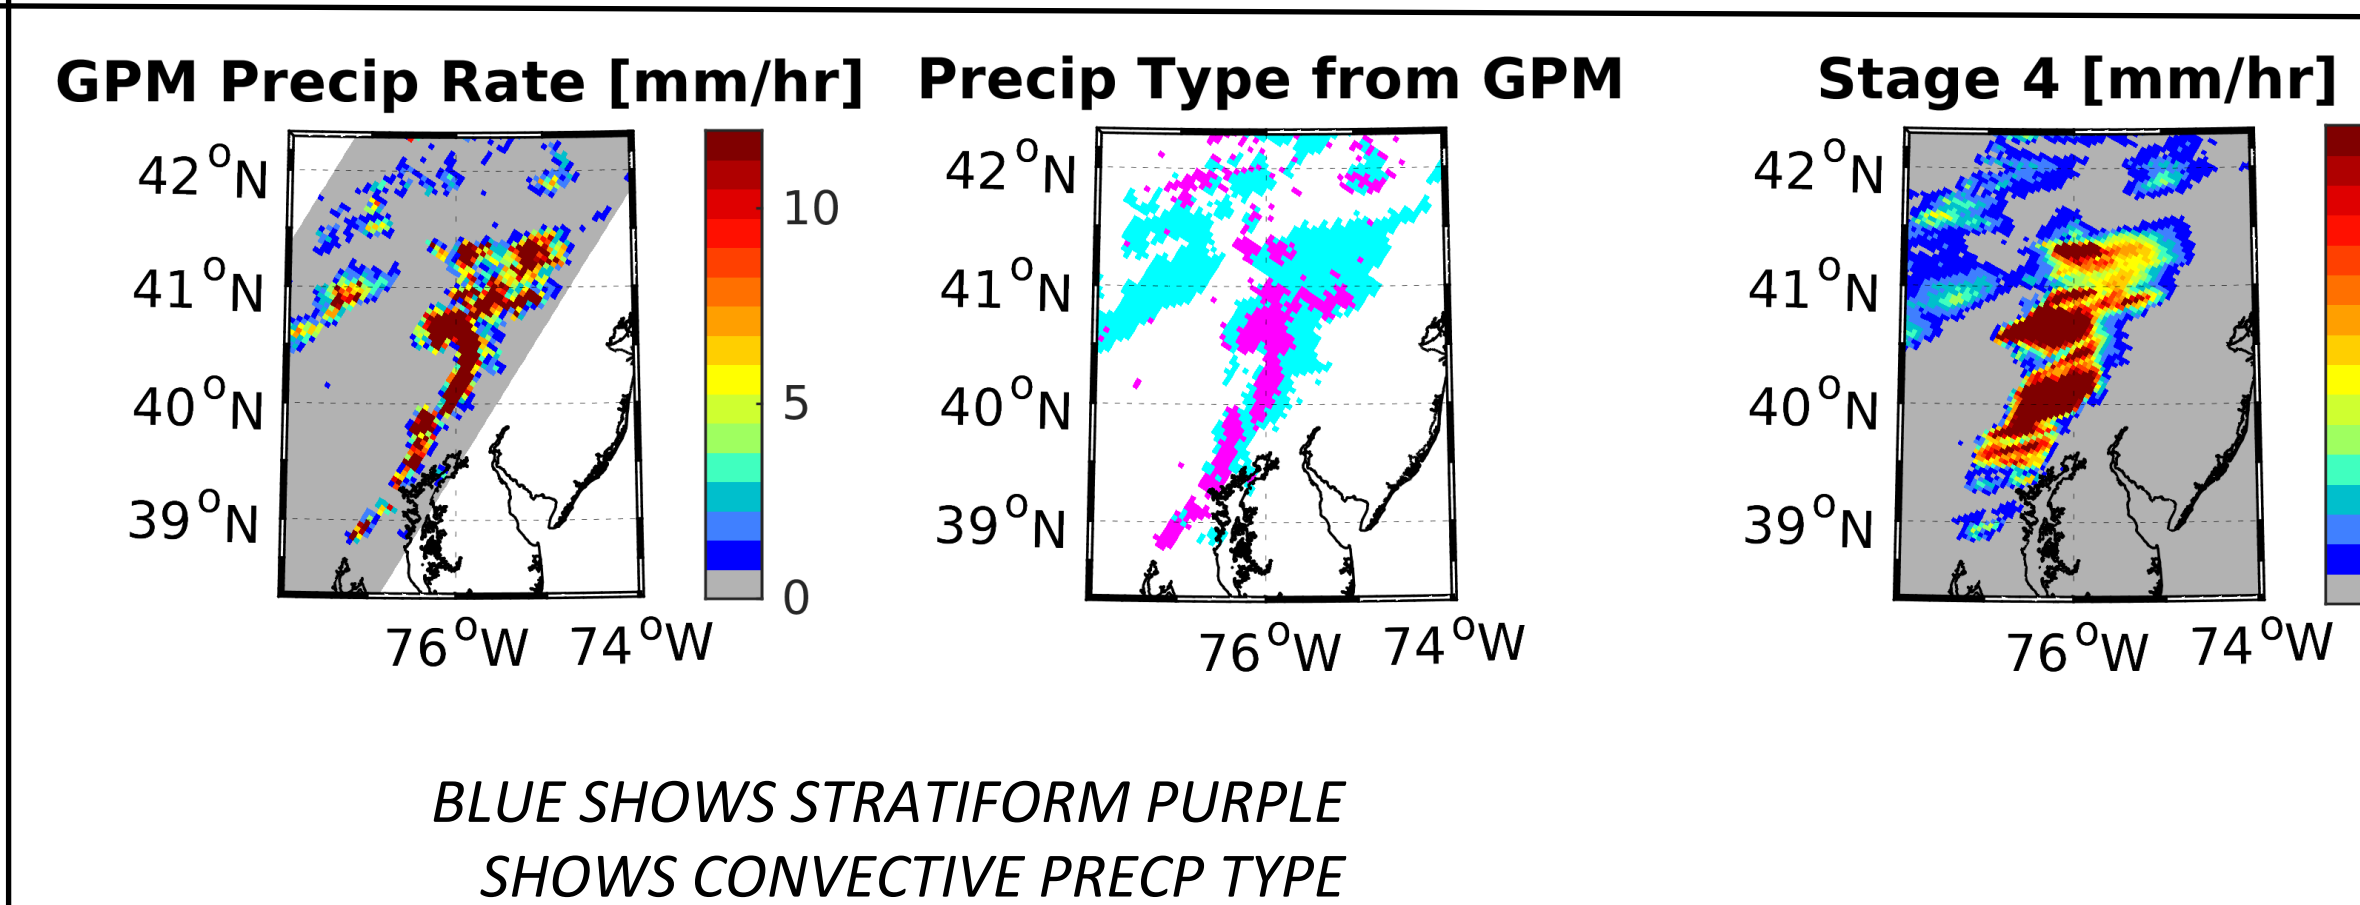 GPM Precip Rate [mm/hr]
Precip Type from GPM
Stage 4 [mm/hr]
42°N
41°N
40°N
39°N
76°W 74°W
10
5
0
42°N
41°N
40°N
39°N
76°W 74°W
42°N
41°N
40°N
39°N
76°W 74°W
BLUE SHOWS STRATIFORM PURPLE
SHOWS CONVECTIVE PRECP TYPE